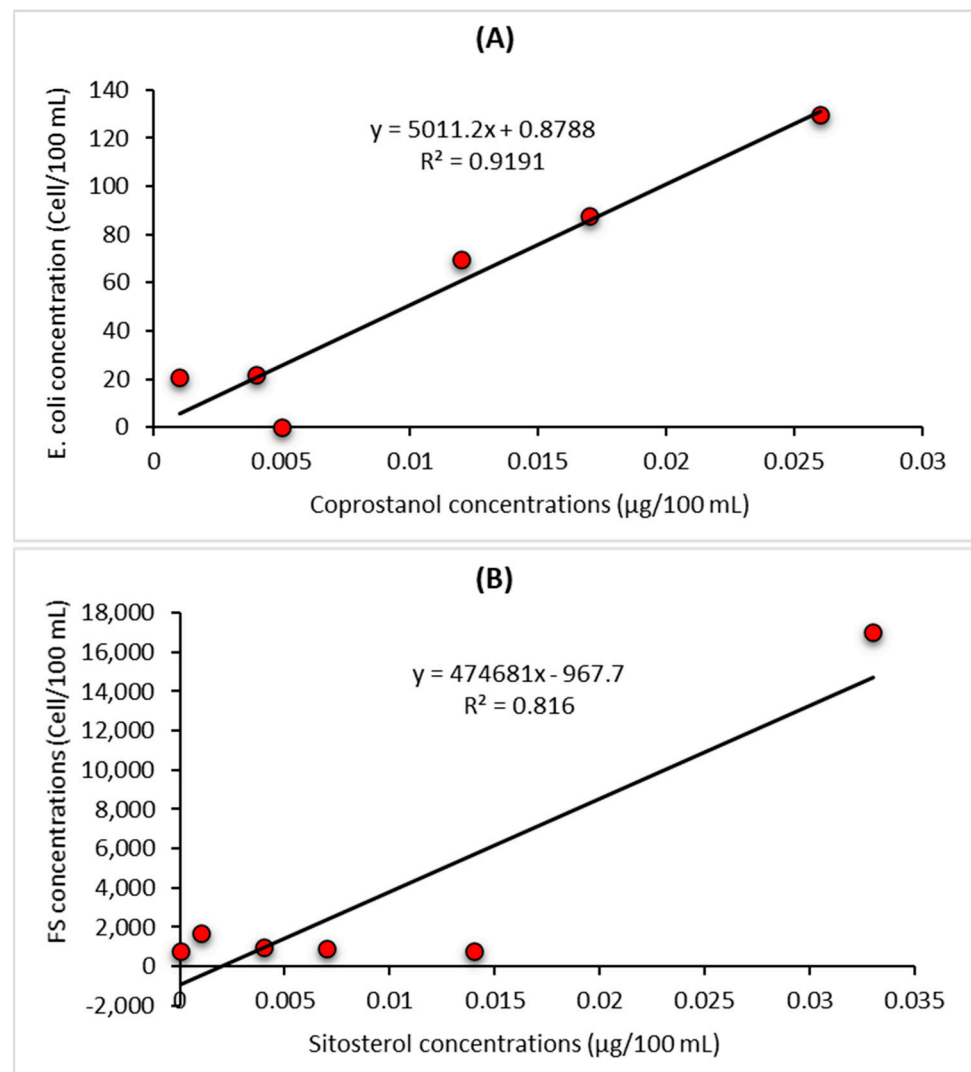 (A)
E. coli concentration (Cell/100 mL)
140
120
100
80
60
40
20
0
y = 5011.2x + 0.8788
R² = 0.9191
0 0.005 0.01 0.015 0.02 0.025 0.03
Coprostanol concentrations (µg/100 mL)
(B)
FS concentrations (Cell/100 mL)
18,000
16,000
14,000
12,000
10,000
8,000
6,000
4,000
2,000
0
-2,000
y = 474681x - 967.7
R² = 0.816
0 0.005 0.01 0.015 0.02 0.025 0.03 0.035
Sitosterol concentrations (µg/100 mL)